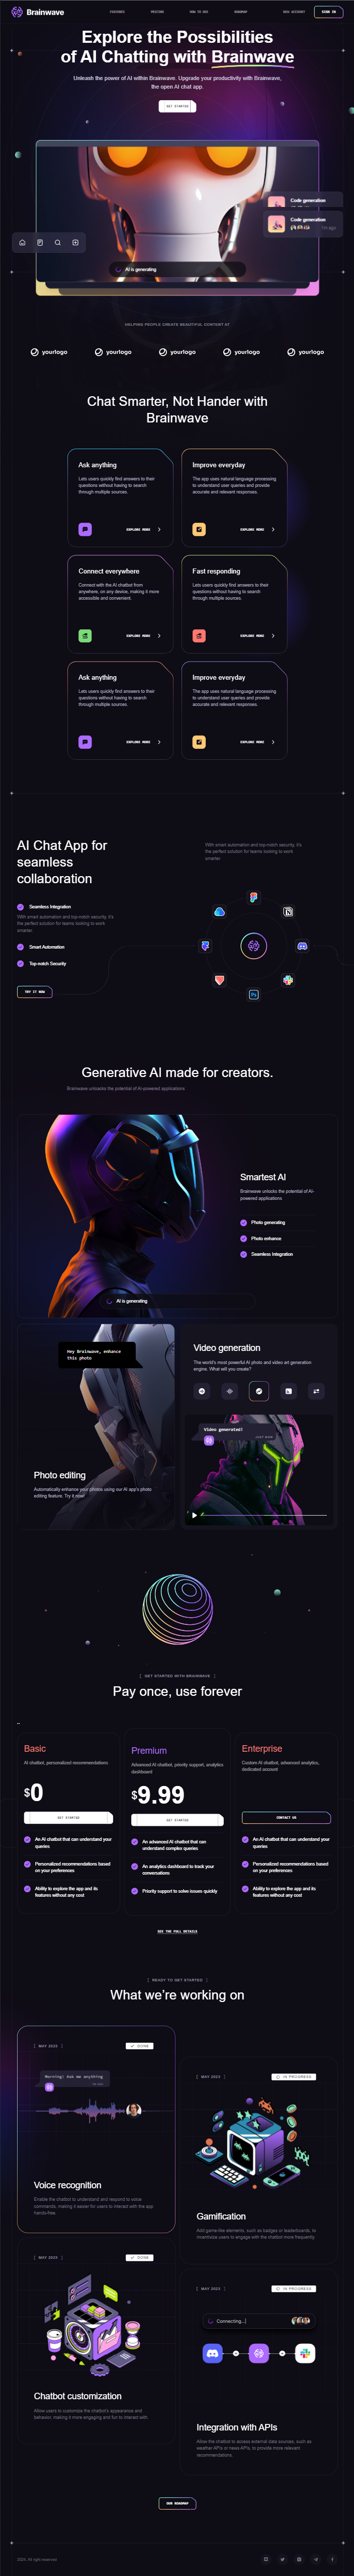 Brainwave
FEATURES
PRICING
HOW TO USE
ROADMAP
NEW ACCOUNT
SIGN IN
Explore the Possibilities
of AI Chatting with Brainwave
Unleash the power of AI within Brainwave. Upgrade your productivity with Brainwave,
the open AI chat app.
GET STARTED
Code generation
Code generation
1m ago
AI is generating
HELPING PEOPLE CREATE BEAUTIFUL CONTENT AT
yourlogo
yourlogo
yourlogo
yourlogo
yourlogo
Chat Smarter, Not Hander with
Brainwave
Ask anything
Lets users quickly find answers to their
questions without having to search
through multiple sources.
EXPLORE MORE
Improve everyday
The app uses natural language processing
to understand user queries and provide
accurate and relevant responses.
EXPLORE MORE
Connect everywhere
Connect with the AI chatbot from
anywhere, on any device, making it more
accessible and convenient.
EXPLORE MORE
Fast responding
Lets users quickly find answers to their
questions without having to search
through multiple sources.
EXPLORE MORE
Ask anything
Lets users quickly find answers to their
questions without having to search
through multiple sources.
EXPLORE MORE
Improve everyday
The app uses natural language processing
to understand user queries and provide
accurate and relevant responses.
EXPLORE MORE
AI Chat App for
seamless
collaboration
Seamless Integration
With smart automation and top-notch security, it's
the perfect solution for teams looking to work
smarter.
Smart Automation
Top-notch Security
TRY IT NOW
With smart automation and top-notch security, it's
the perfect solution for teams looking to work
smarter.
Ps
Generative AI made for creators.
Brainwave unlocks the potential of AI-powered applications
Smartest AI
Brainwave unlocks the potential of AI-
powered applications
Photo generating
Photo enhance
Seamless Integration
AI is generating
Hey Brainwave, enhance
this photo
Photo editing
Automatically enhance your photos using our AI app's photo
editing feature. Try it now!
Video generation
The world's most powerful AI photo and video art generation
engine. What will you create?
Video generated!
JUST NOW
GET STARTED WITH BRAINWAVE
Pay once, use forever
Basic
AI chatbot, personalized recommendations
$0
GET STARTED
An AI chatbot that can understand your
queries
Personalized recommendations based
on your preferences
Ability to explore the app and its
features without any cost
Premium
Advanced AI chatbot, priority support, analytics
dashboard
$9.99
GET STARTED
An advanced AI chatbot that can
understand complex queries
An analytics dashboard to track your
conversations
Priority support to solve issues quickly
Enterprise
Custom AI chatbot, advanced analytics,
dedicated account
CONTACT US
An AI chatbot that can understand your
queries
Personalized recommendations based
on your preferences
Ability to explore the app and its
features without any cost
SEE THE FULL DETAILS
READY TO GET STARTED
What we're working on
MAY 2023
DONE
Morning! Ask me anything
Voice recognition
Enable the chatbot to understand and respond to voice
commands, making it easier for users to interact with the app
hands-free.
MAY 2023
IN PROGRESS
Gamification
Add game-like elements, such as badges or leaderboards, to
incentivize users to engage with the chatbot more frequently.
MAY 2023
DONE
Chatbot customization
Allow users to customize the chatbot's appearance and
behavior, making it more engaging and fun to interact with.
MAY 2023
IN PROGRESS
Connecting...
Integration with APIs
Allow the chatbot to access external data sources, such as
weather APIs or news APIs, to provide more relevant
recommendations.
OUR ROADMAP
2024. All right reserved